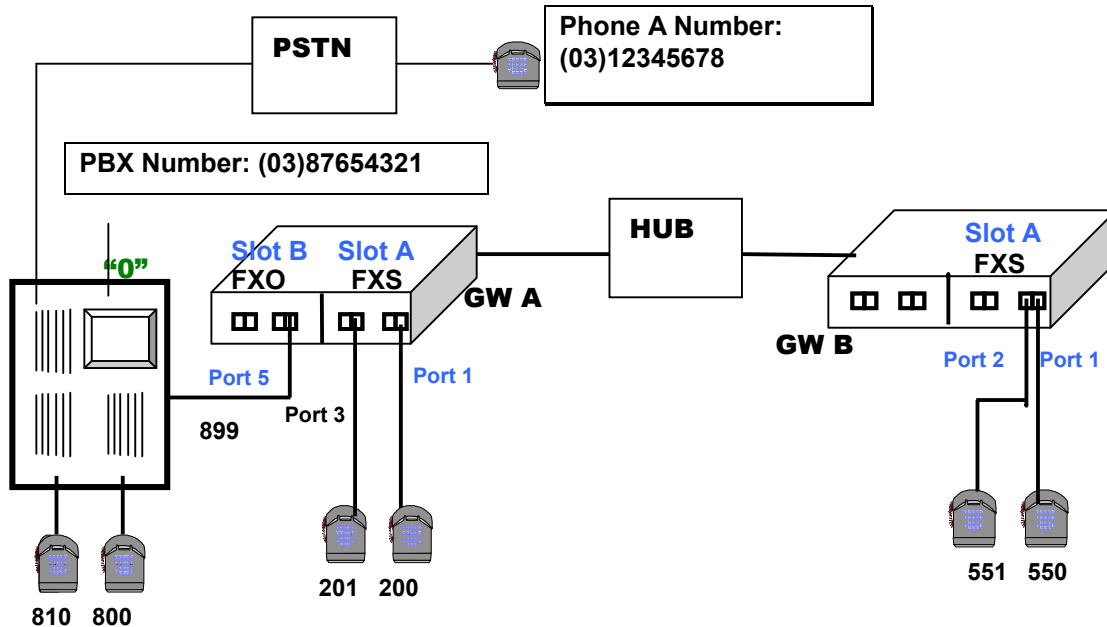 PSTN
Phone A Number:
(03)12345678
PBX Number: (03)87654321
HUB
Slot B
FXO
Slot A
FXS
Slot A
FXS
“0”
GW A
GW B
Port 5
Port 3
Port 1
Port 2
Port 1
899
201
200
551
550
810
800